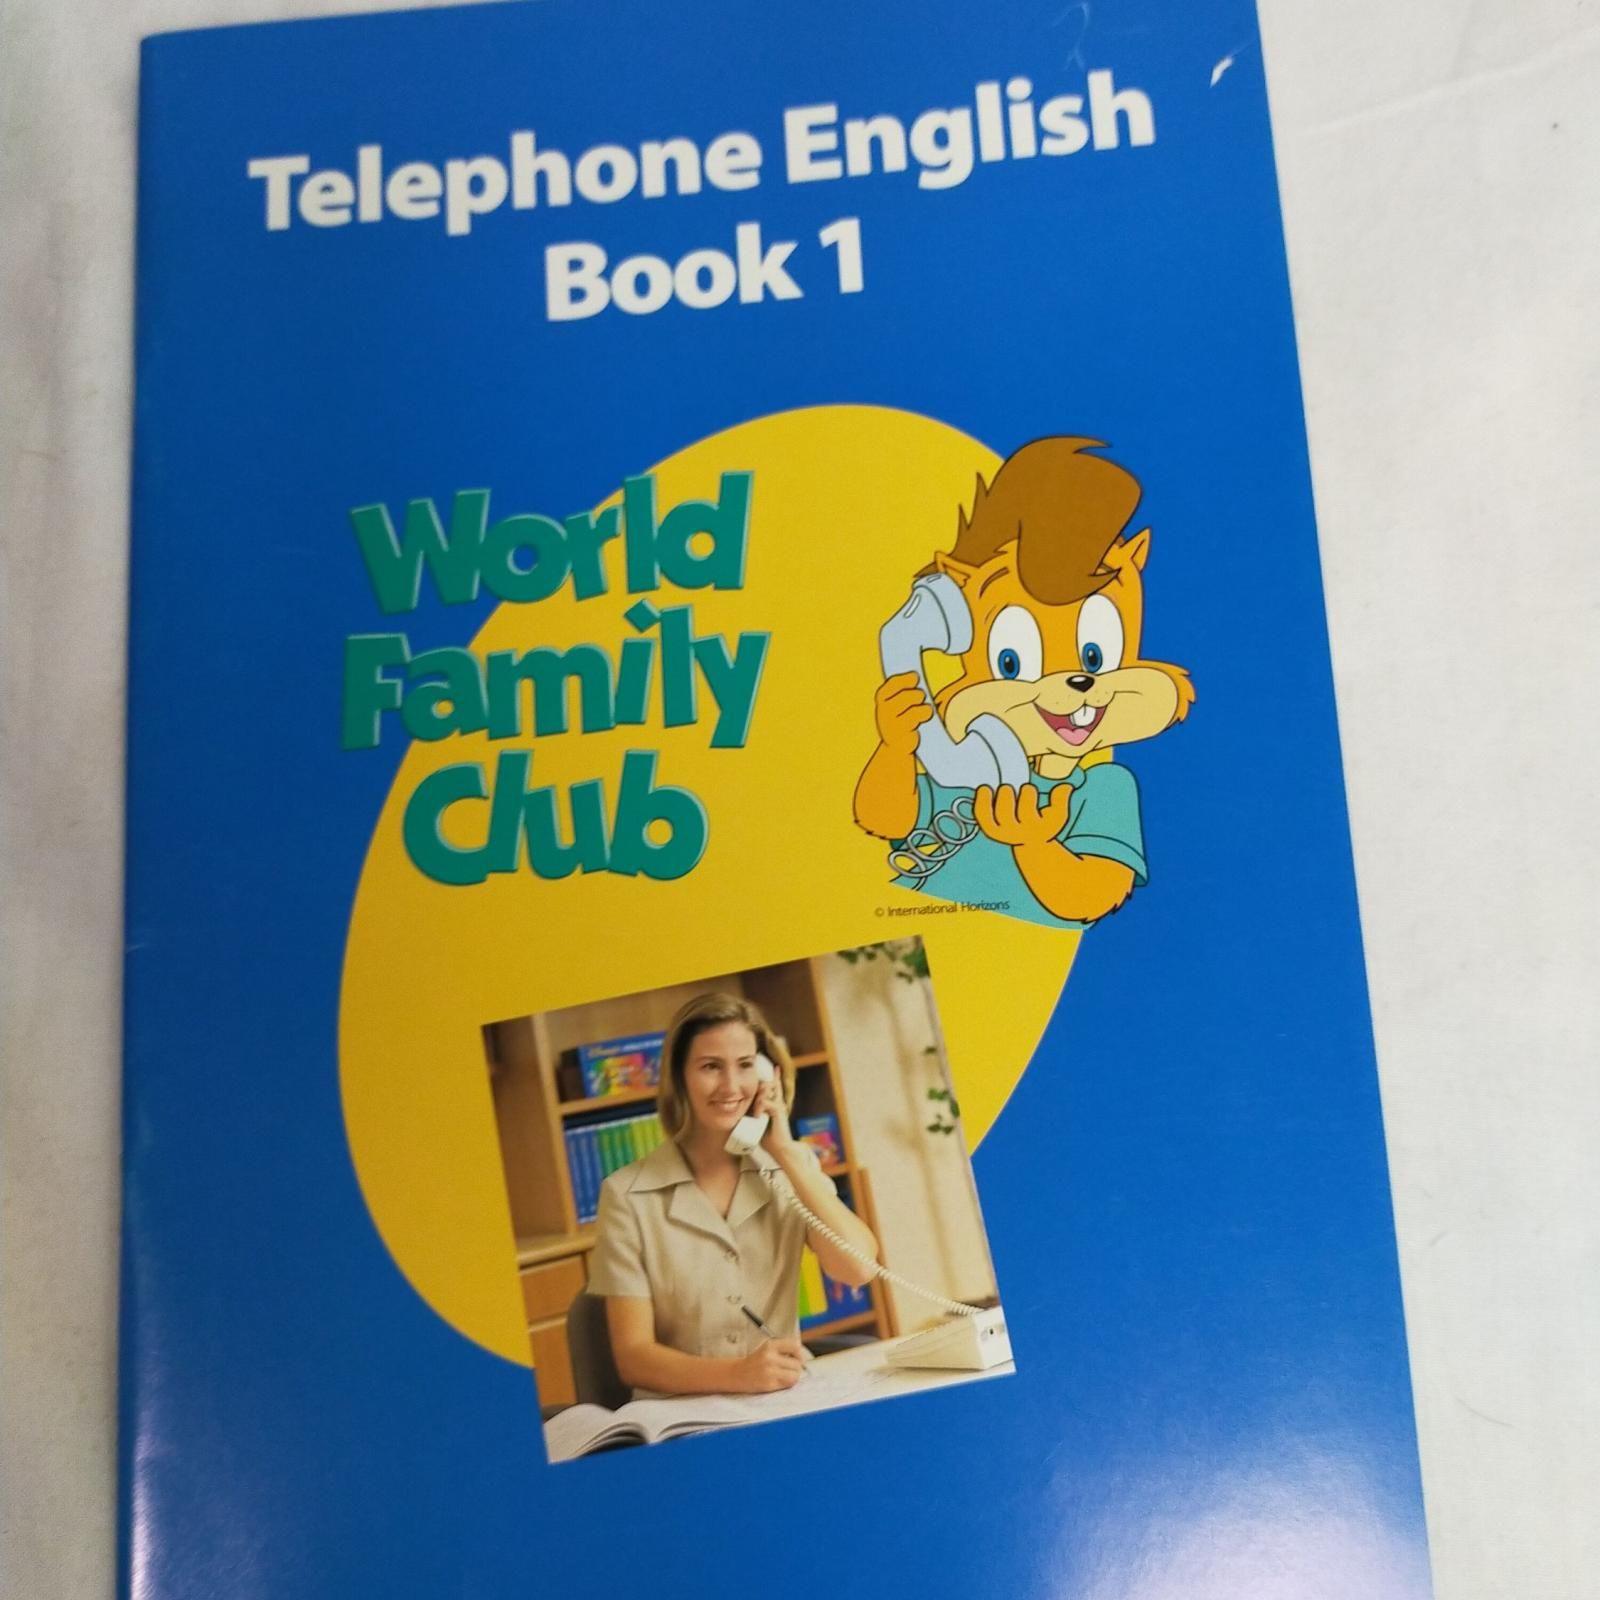 Telephone English
Book 1
World
Family
Club
© International Horizons